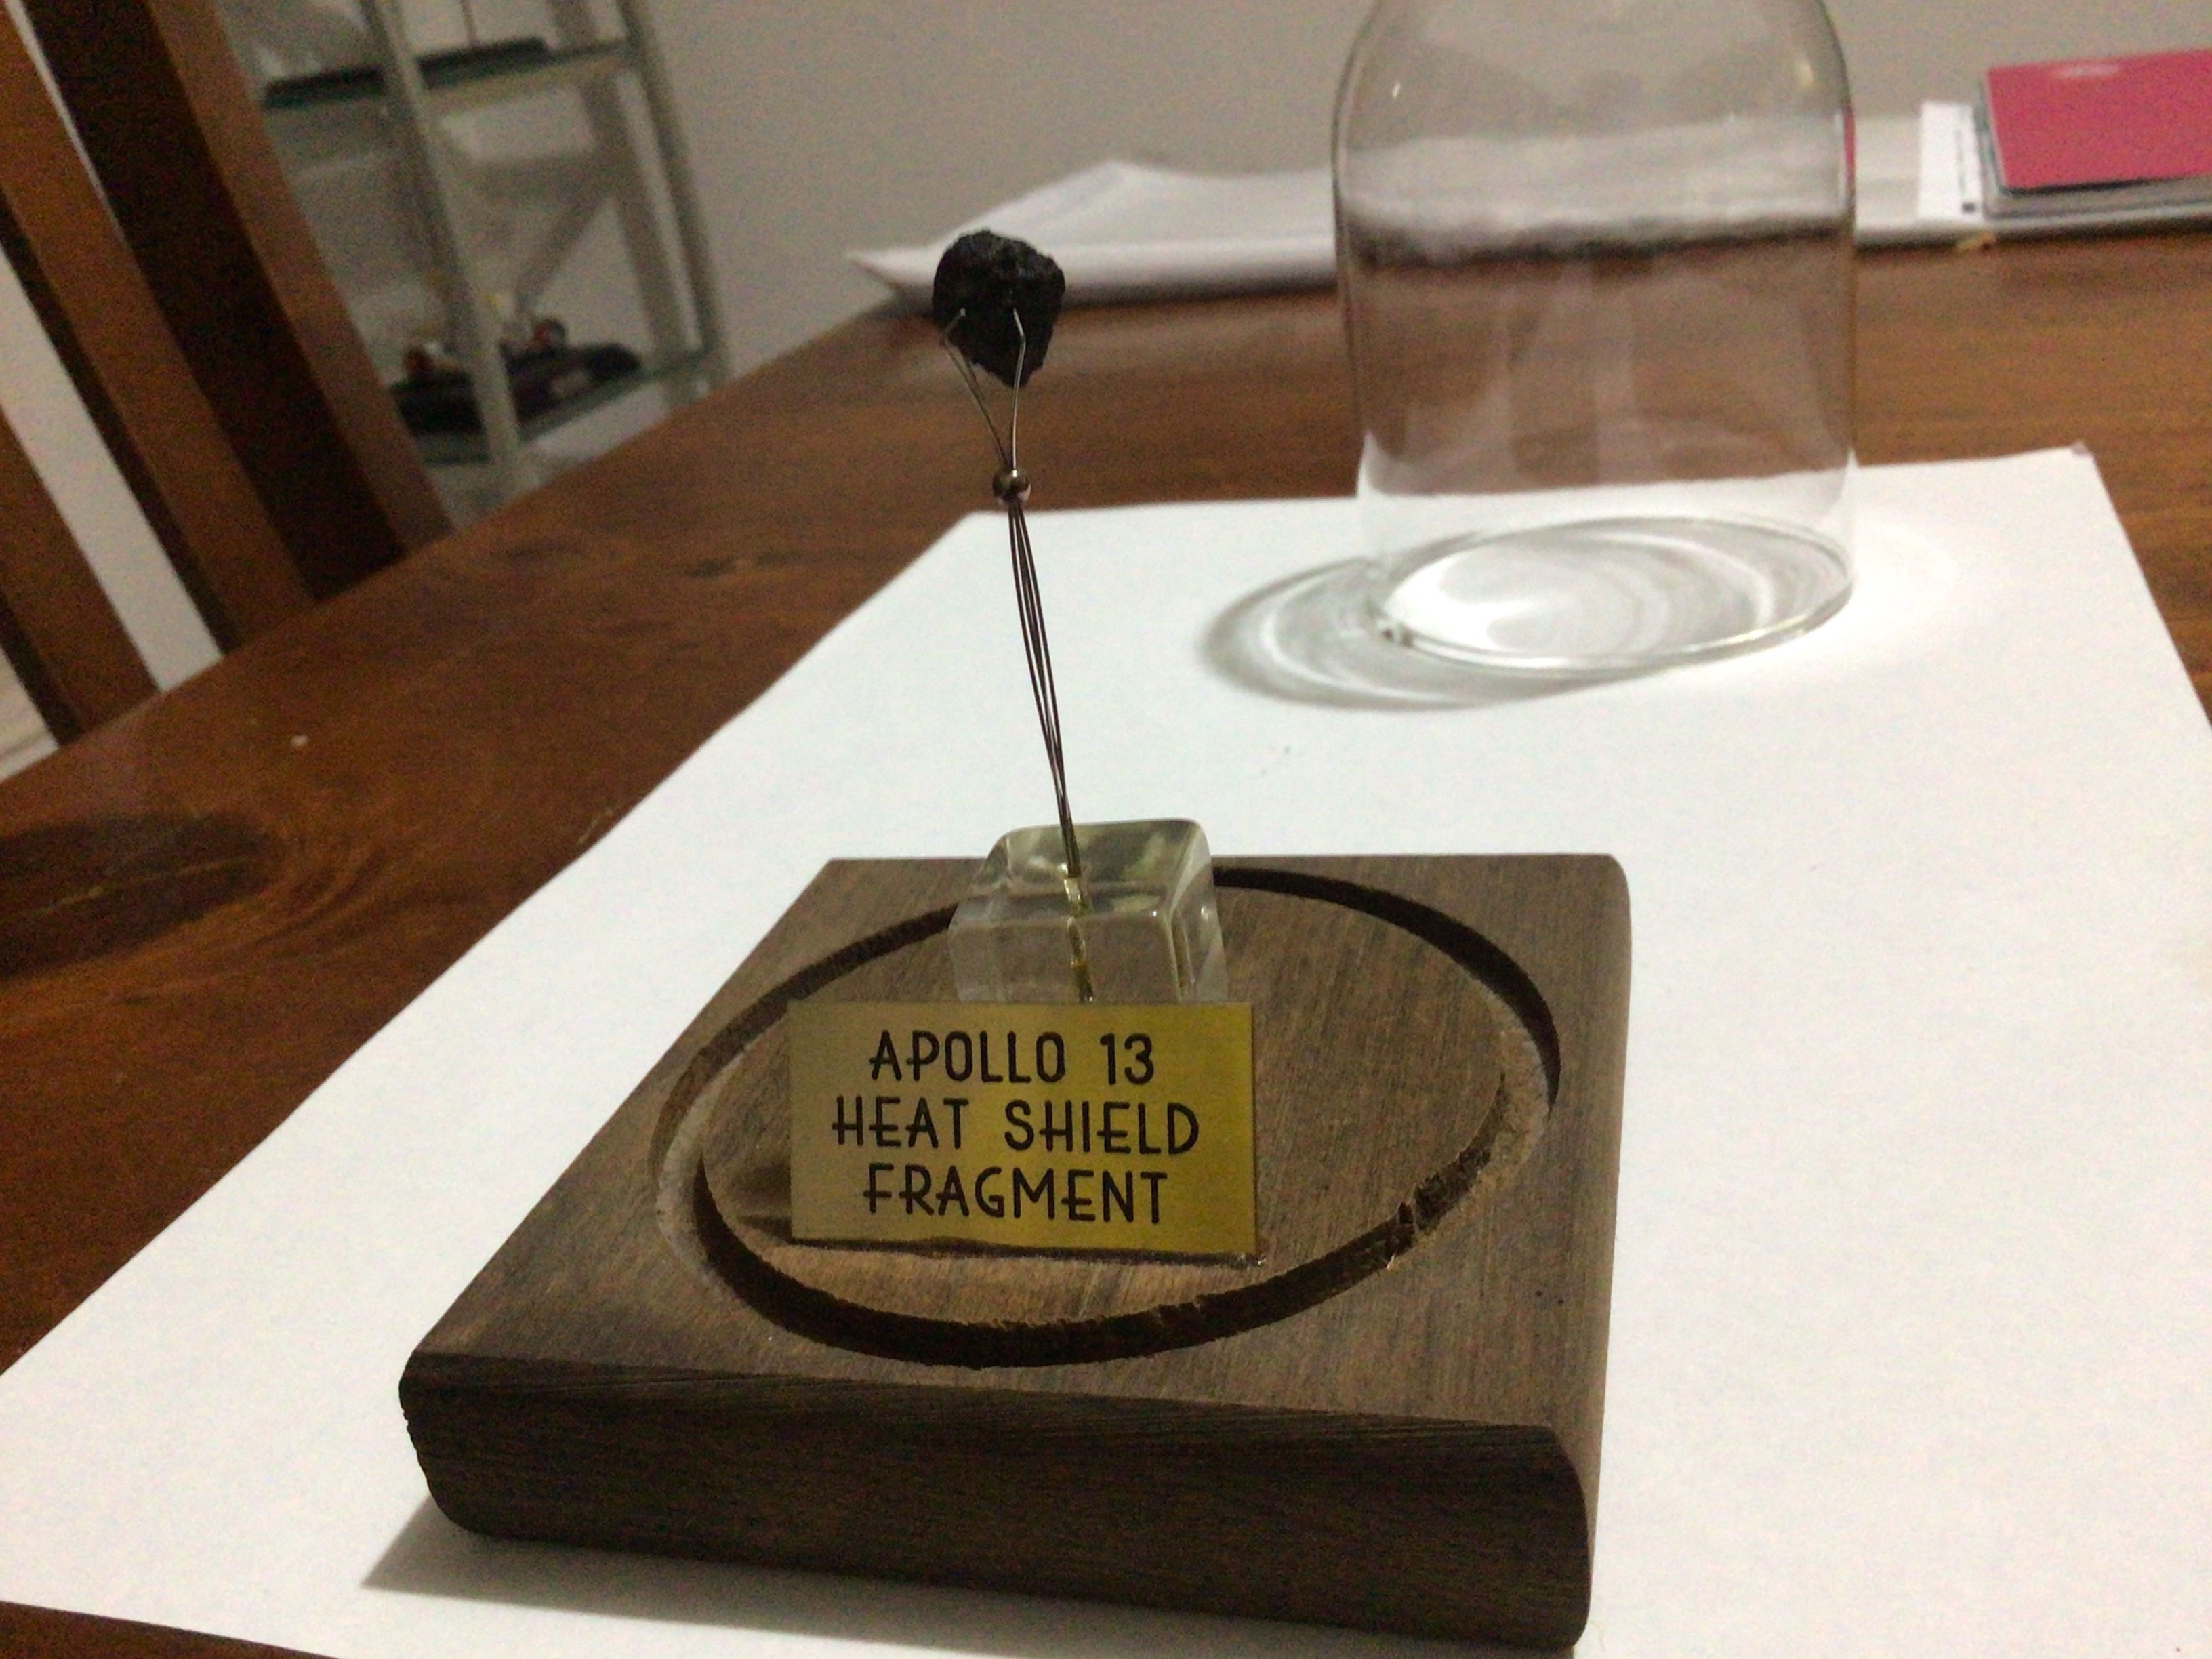 APOLLO 13
HEAT SHIELD
FRAGMENT